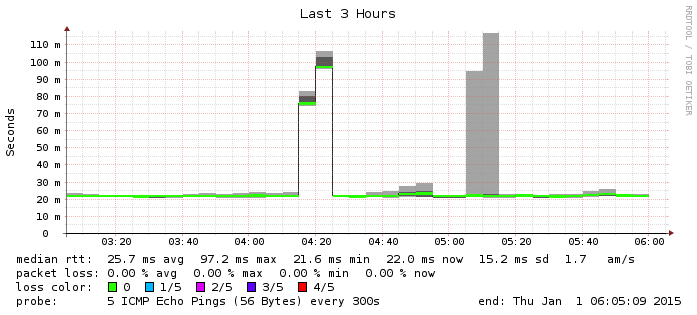 Last 3 Hours
RRDTOOL / TOBI OETIKER
Seconds
110 m
100 m
90 m
80 m
70 m
60 m
50 m
40 m
30 m
20 m
10 m
0
03:20 03:40 04:00 04:20 04:40 05:00 05:20 05:40 06:00
median rtt: 25.7 ms avg 97.2 ms max 21.6 ms min 22.0 ms now 15.2 ms sd 1.7 am/s
packet loss: 0.00 % avg 0.00 % max 0.00 % min 0.00 % now
loss color: 0 1/5 2/5 3/5 4/5
probe: 5 ICMP Echo Pings (56 Bytes) every 300s end: Thu Jan 1 06:05:09 2015